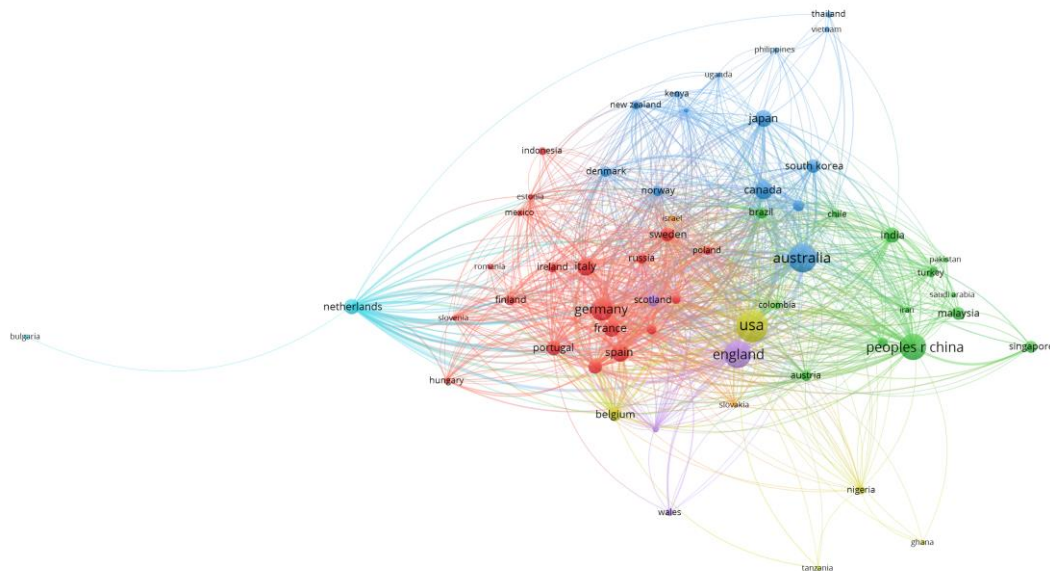 thailand
vietnam
philippines
uganda
kenya
new zealand
japan
indonesia
denmark
south korea
norway
canada
estonia
mexico
israel
brazil
chile
sweden
india
poland
russia
australia
pakistan
romania
ireland
italy
turkey
saudi arabia
finland
scotland
netherlands
colombia
iran
germany
malaysia
slovenia
usa
france
bulgaria
portugal
spain
england
peoples r china
singapore
hungary
austria
slovakia
belgium
nigeria
wales
ghana
tanzania